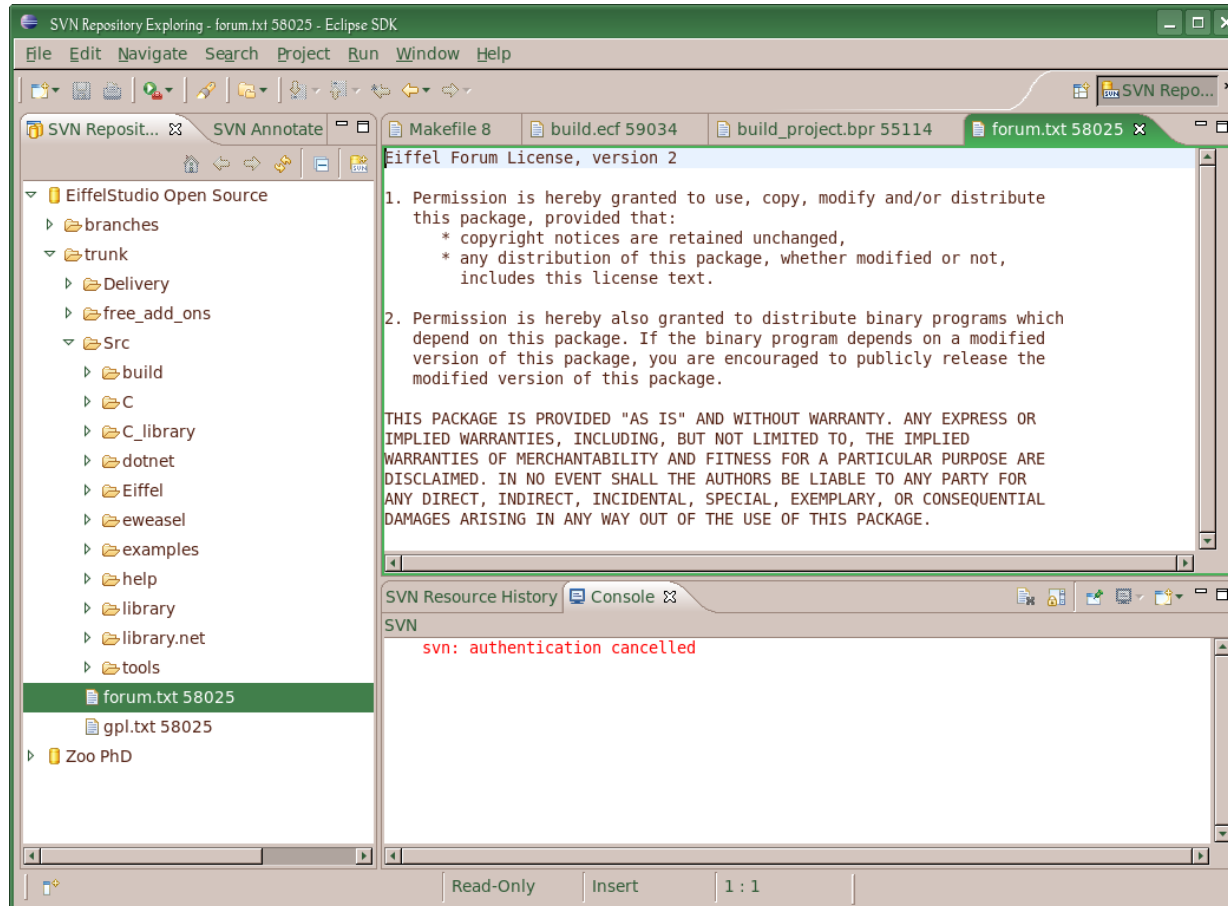 SVN Repository Exploring - forum.txt 58025 - Eclipse SDK
File Edit Navigate Search Project Run Window Help
SVN Repo...
SVN Reposit... SVN Annotate
Makefile 8 build.ecf 59034 build_project.bpr 55114 forum.txt 58025
EiffelStudio Open Source
branches
trunk
Delivery
free_add_ons
Src
build
C
C_library
dotnet
Eiffel
eweasel
examples
help
library
library.net
tools
forum.txt 58025
gpl.txt 58025
Zoo PhD
Eiffel Forum License, version 2
1. Permission is hereby granted to use, copy, modify and/or distribute
this package, provided that:
* copyright notices are retained unchanged,
* any distribution of this package, whether modified or not,
includes this license text.
2. Permission is hereby also granted to distribute binary programs which
depend on this package. If the binary program depends on a modified
version of this package, you are encouraged to publicly release the
modified version of this package.
THIS PACKAGE IS PROVIDED "AS IS" AND WITHOUT WARRANTY. ANY EXPRESS OR
IMPLIED WARRANTIES, INCLUDING, BUT NOT LIMITED TO, THE IMPLIED
WARRANTIES OF MERCHANTABILITY AND FITNESS FOR A PARTICULAR PURPOSE ARE
DISCLAIMED. IN NO EVENT SHALL THE AUTHORS BE LIABLE TO ANY PARTY FOR
ANY DIRECT, INDIRECT, INCIDENTAL, SPECIAL, EXEMPLARY, OR CONSEQUENTIAL
DAMAGES ARISING IN ANY WAY OUT OF THE USE OF THIS PACKAGE.
SVN Resource History Console
SVN
svn: authentication cancelled
Read-Only Insert 1 : 1